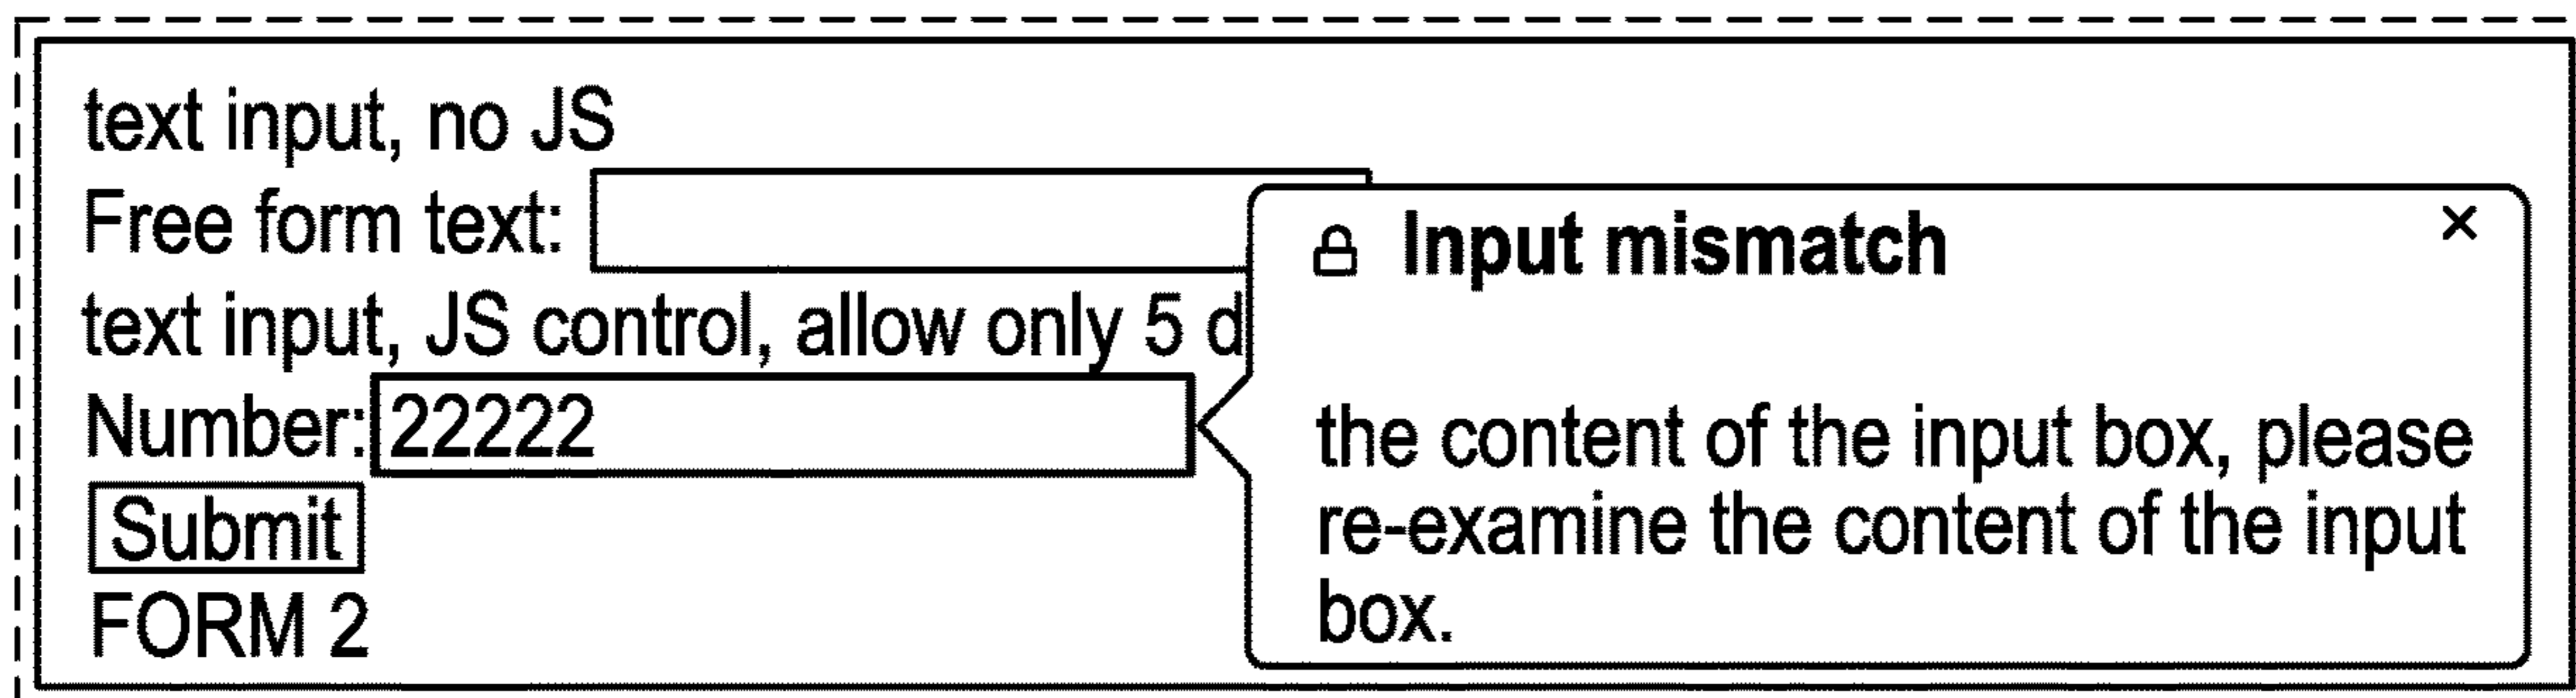 text input, no JS
Free form text:
text input, JS control, allow only 5 d
Number: 22222
Submit
FORM 2
Input mismatch ×
the content of the input box, please
re-examine the content of the input
box.